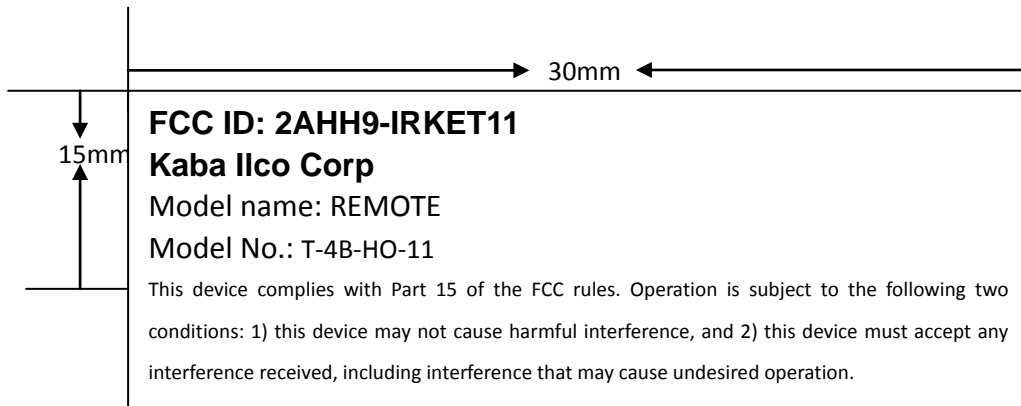 30mm
15mm
FCC ID: 2AHH9-IRKET11
Kaba Ilco Corp
Model name: REMOTE
Model No.: T-4B-HO-11
This device complies with Part 15 of the FCC rules. Operation is subject to the following two
conditions: 1) this device may not cause harmful interference, and 2) this device must accept any
interference received, including interference that may cause undesired operation.